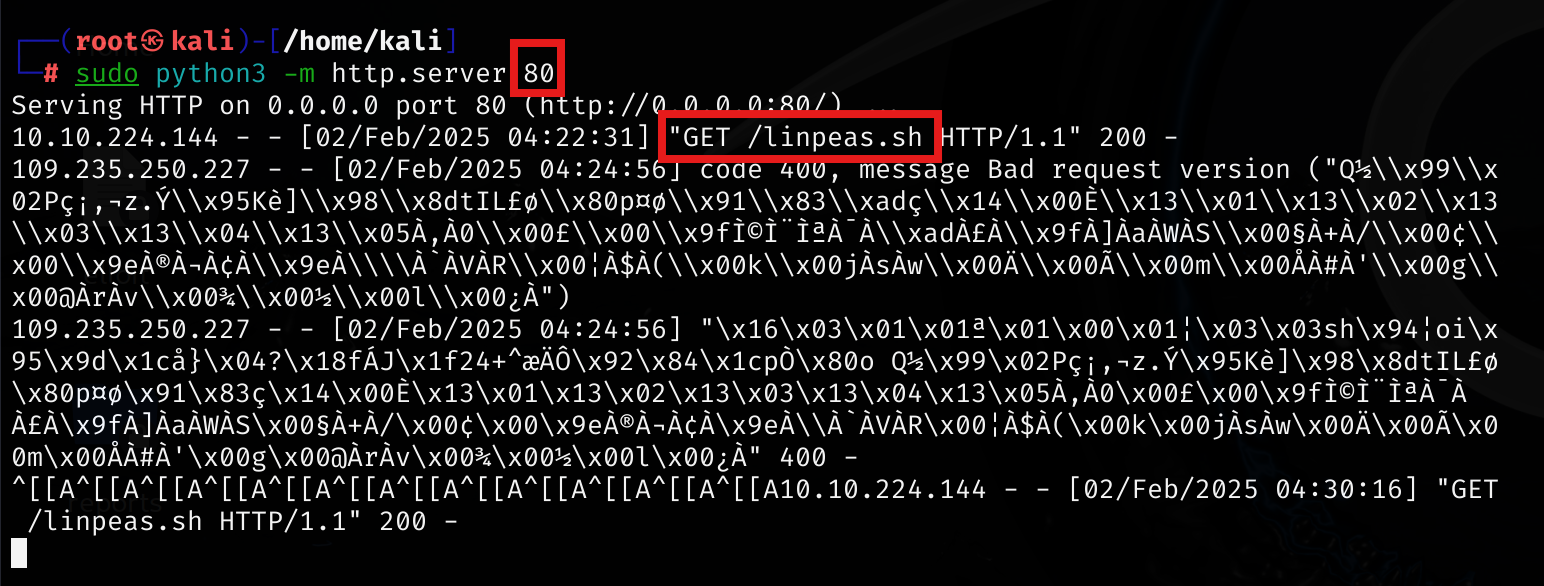 ┌──(root㉿kali)-[/home/kali]
└─# sudo python3 -m http.server 80
Serving HTTP on 0.0.0.0 port 80 (http://0.0.0.0:80/) ...
10.10.224.144 - - [02/Feb/2025 04:22:31] "GET /linpeas.sh HTTP/1.1" 200 -
109.235.250.227 - - [02/Feb/2025 04:24:56] code 400, message Bad request version ("Q½\\x99\\x
02Pç¡,¬z.Ý\\x95Kè]\\x98\\x8dtIL£ø\\x80p¤ø\\x91\\x83\\xadç\\x14\\x00È\\x13\\x01\\x13\\x02\\x13
\\x03\\x13\\x04\\x13\\x05À,À0\\x00£\\x00\\x9fÌ©Ì¨ÌªÀ¯À\\xadÀ£À\\x9fÀ]ÀaÀWÀS\\x00§À+À/\\x00¢\\
x00\\x9eÀ®À¬À¢À\\x9eÀ\\\\À`ÀVÀR\\x00¦À$À(\\x00k\\x00jÀsÀw\\x00Ä\\x00Ã\\x00m\\x00ÅÀ#À'\\x00g\\
x00@ÀrÀv\\x00¾\\x00½\\x00l\\x00¿À")
109.235.250.227 - - [02/Feb/2025 04:24:56] "\x16\x03\x01\x01ª\x01\x00\x01¦\x03\x03sh\x94¦oi\x
95\x9d\x1cå}\x04?\x18fÁJ\x1f24+^æÄÔ\x92\x84\x1cpÒ\x80o Q½\x99\x02Pç¡,¬z.Ý\x95Kè]\x98\x8dtIL£ø
\x80p¤ø\x91\x83ç\x14\x00È\x13\x01\x13\x02\x13\x03\x13\x04\x13\x05À,À0\x00£\x00\x9fÌ©Ì¨ÌªÀ¯À
À£À\x9fÀ]ÀaÀWÀS\x00§À+À/\x00¢\x00\x9eÀ®À¬À¢À\x9eÀ\\À`ÀVÀR\x00¦À$À(\x00k\x00jÀsÀw\x00Ä\x00Ã\x0
0m\x00ÅÀ#À'\x00g\x00@ÀrÀv\x00¾\x00½\x00l\x00¿À" 400 -
^[[A^[[A^[[A^[[A^[[A^[[A^[[A^[[A^[[A^[[A^[[A^[[A10.10.224.144 - - [02/Feb/2025 04:30:16] "GET
/linpeas.sh HTTP/1.1" 200 -
reports